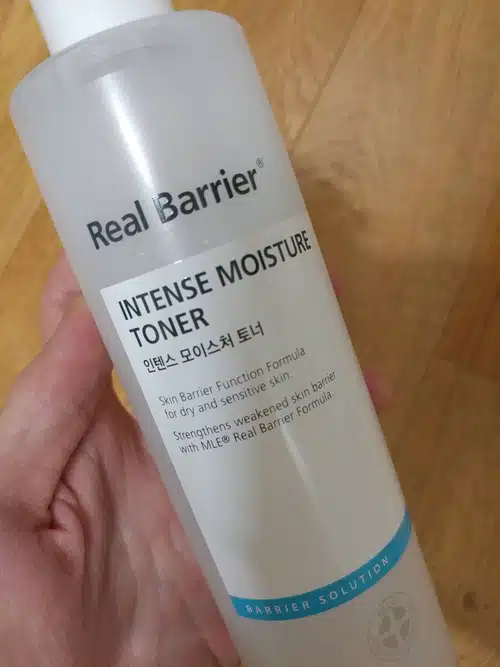 Real Barrier®
INTENSE MOISTURE
TONER
인텐스 모이스처 토너
Skin Barrier Function Formula
for dry and sensitive skin.
Strengthens weakened skin barrier
with MLE® Real Barrier Formula.
BARRIER SOLUTION